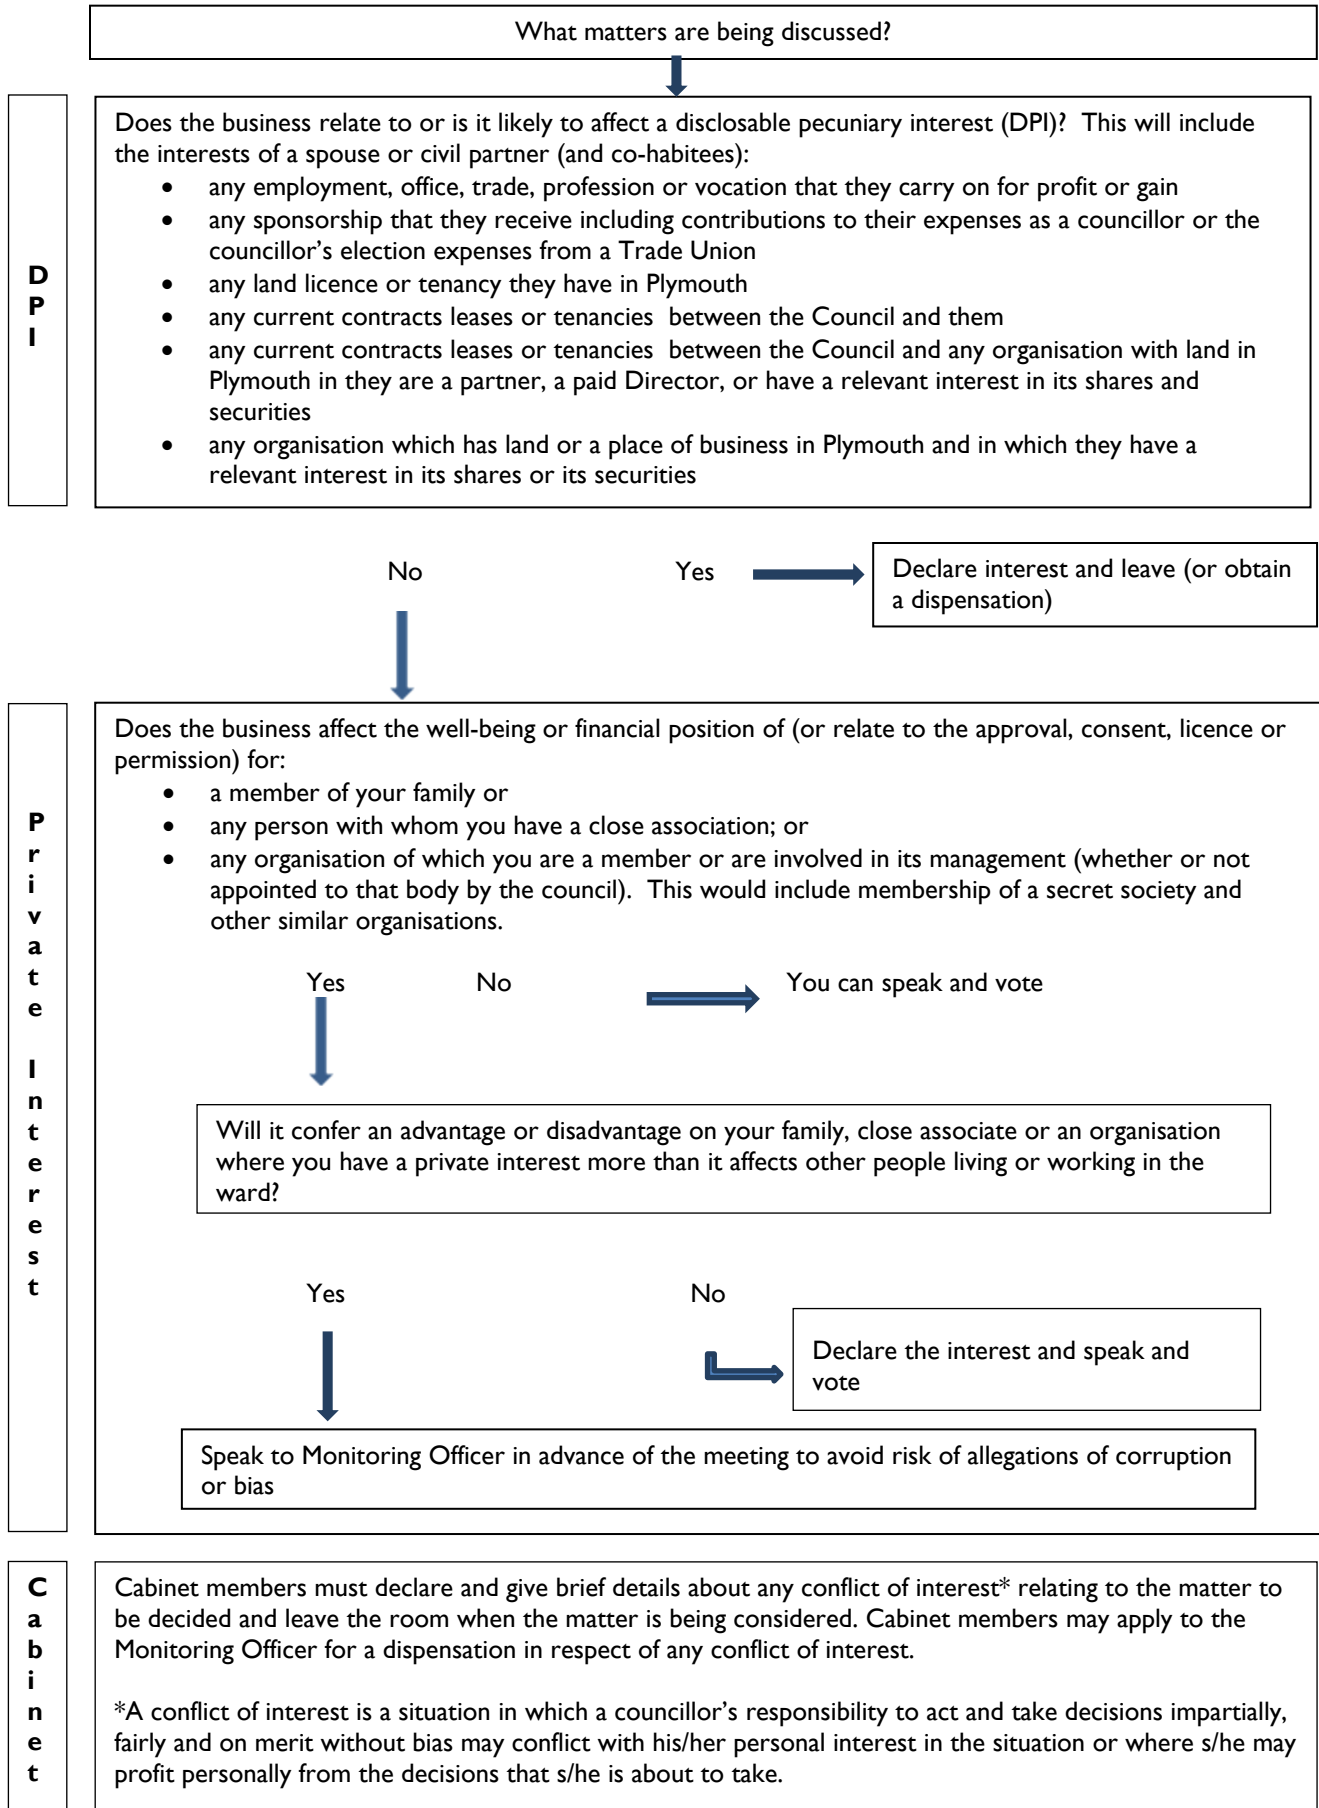 What matters are being discussed?
D
P
I
Does the business relate to or is it likely to affect a disclosable pecuniary interest (DPI)?  This will include
the interests of a spouse or civil partner (and co-habitees):
• any employment, office, trade, profession or vocation that they carry on for profit or gain
• any sponsorship that they receive including contributions to their expenses as a councillor or the
councillor's election expenses from a Trade Union
• any land licence or tenancy they have in Plymouth
• any current contracts leases or tenancies  between the Council and them
• any current contracts leases or tenancies  between the Council and any organisation with land in
Plymouth in they are a partner, a paid Director, or have a relevant interest in its shares and
securities
• any organisation which has land or a place of business in Plymouth and in which they have a
relevant interest in its shares or its securities
No
Yes
Declare interest and leave (or obtain
a dispensation)
P
r
i
v
a
t
e
I
n
t
e
r
e
s
t
Does the business affect the well-being or financial position of (or relate to the approval, consent, licence or
permission) for:
• a member of your family or
• any person with whom you have a close association; or
• any organisation of which you are a member or are involved in its management (whether or not
appointed to that body by the council).  This would include membership of a secret society and
other similar organisations.
Yes
No
You can speak and vote
Will it confer an advantage or disadvantage on your family, close associate or an organisation
where you have a private interest more than it affects other people living or working in the
ward?
Yes
No
Declare the interest and speak and
vote
Speak to Monitoring Officer in advance of the meeting to avoid risk of allegations of corruption
or bias
C
a
b
i
n
e
t
Cabinet members must declare and give brief details about any conflict of interest* relating to the matter to
be decided and leave the room when the matter is being considered. Cabinet members may apply to the
Monitoring Officer for a dispensation in respect of any conflict of interest.
*A conflict of interest is a situation in which a councillor's responsibility to act and take decisions impartially,
fairly and on merit without bias may conflict with his/her personal interest in the situation or where s/he may
profit personally from the decisions that s/he is about to take.